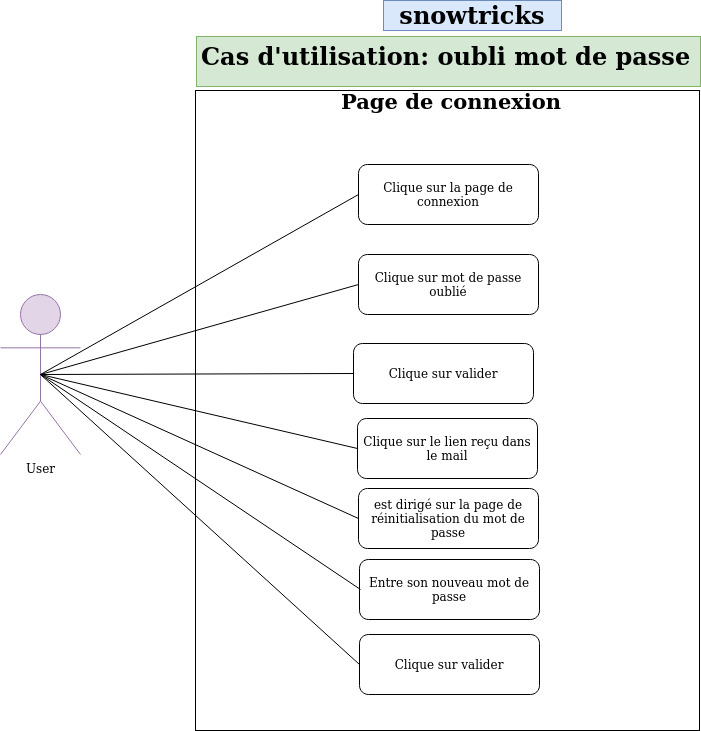 snowtricks
Cas d'utilisation: oubli mot de passe
Page de connexion
Clique sur la page de
connexion
Clique sur mot de passe
oublié
Clique sur valider
Clique sur le lien reçu dans
le mail
est dirigé sur la page de
réinitialisation du mot de
passe
Entre son nouveau mot de
passe
Clique sur valider
User